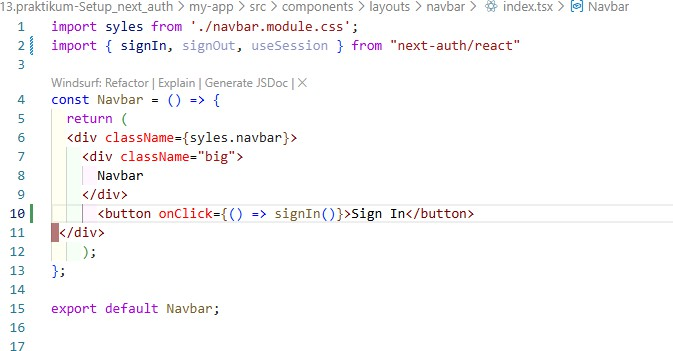 13.praktikum-Setup_next_auth > my-app > src > components > layouts > navbar > index.tsx > Navbar
1 import syles from './navbar.module.css';
2 import { signIn, signOut, useSession } from "next-auth/react"
3
Windsurf: Refactor | Explain | Generate JSDoc | ×
4 const Navbar = () => {
5 return (
6 <div className={syles.navbar}>
7 <div className="big">
8 Navbar
9 </div>
10 <button onClick={() => signIn()}>Sign In</button>
11 </div>
12 );
13 };
14
15 export default Navbar;
16
17